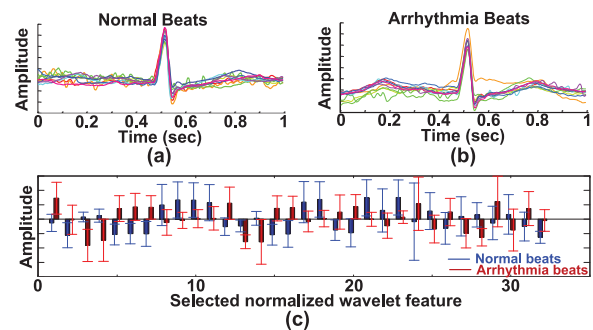 Normal Beats
Arrhythmia Beats
Amplitude
Amplitude
0 0.2 0.4 0.6 0.8 1
0 0.2 0.4 0.6 0.8 1
Time (sec)
Time (sec)
(a)
(b)
Amplitude
Normal beats
Arrhythmia beats
0 10 20 30
Selected normalized wavelet feature
(c)